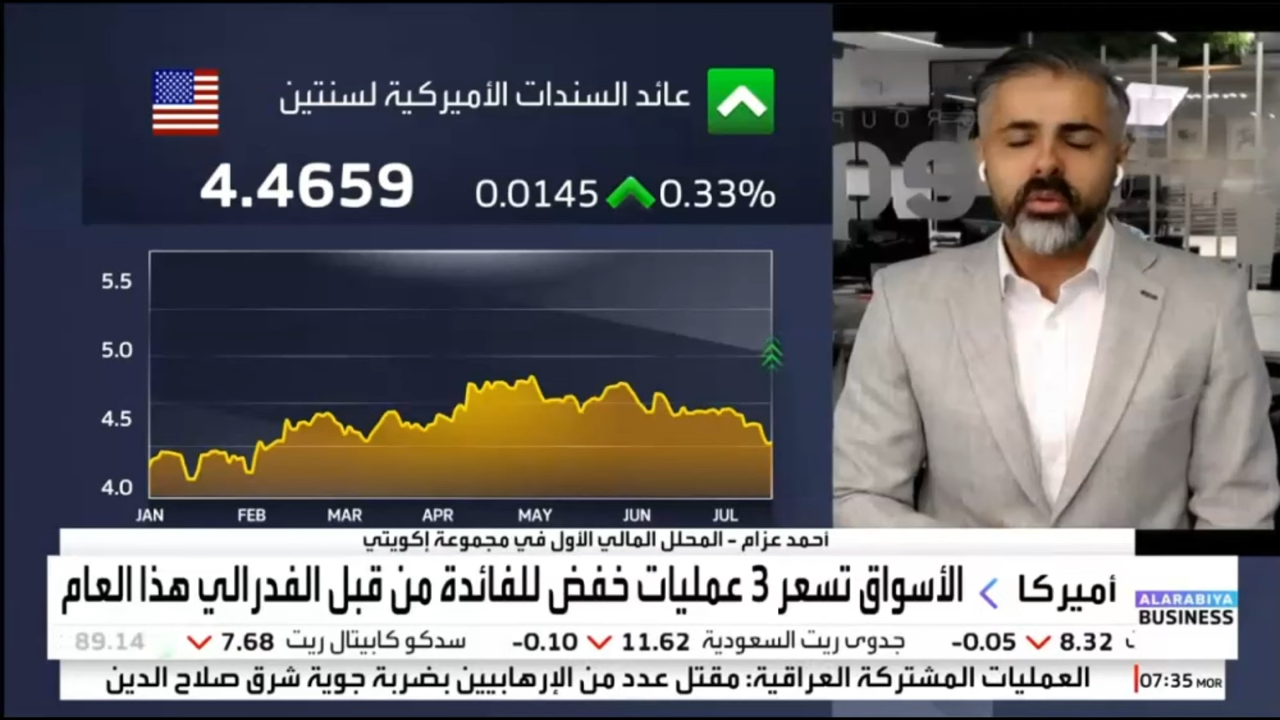 عائد السندات الأميركية لسنتين
4.4659 0.0145 0.33%
5.5
5.0
4.5
4.0
JAN FEB MAR APR MAY JUN JUL
أحمد عزام - المحلل المالي الأول في مجموعة إكويتي
أميركا > الأسواق تسعر 3 عمليات خفض للفائدة من قبل الفدرالي هذا العام
ALARABIYA
BUSINESS
8.32 -0.05 جدوى ريت السعودية 11.62 -0.10 سدكو كابيتال ريت 7.68 89.14
العمليات المشتركة العراقية: مقتل عدد من الإرهابيين بضربة جوية شرق صلاح الدين
07:35 MOR